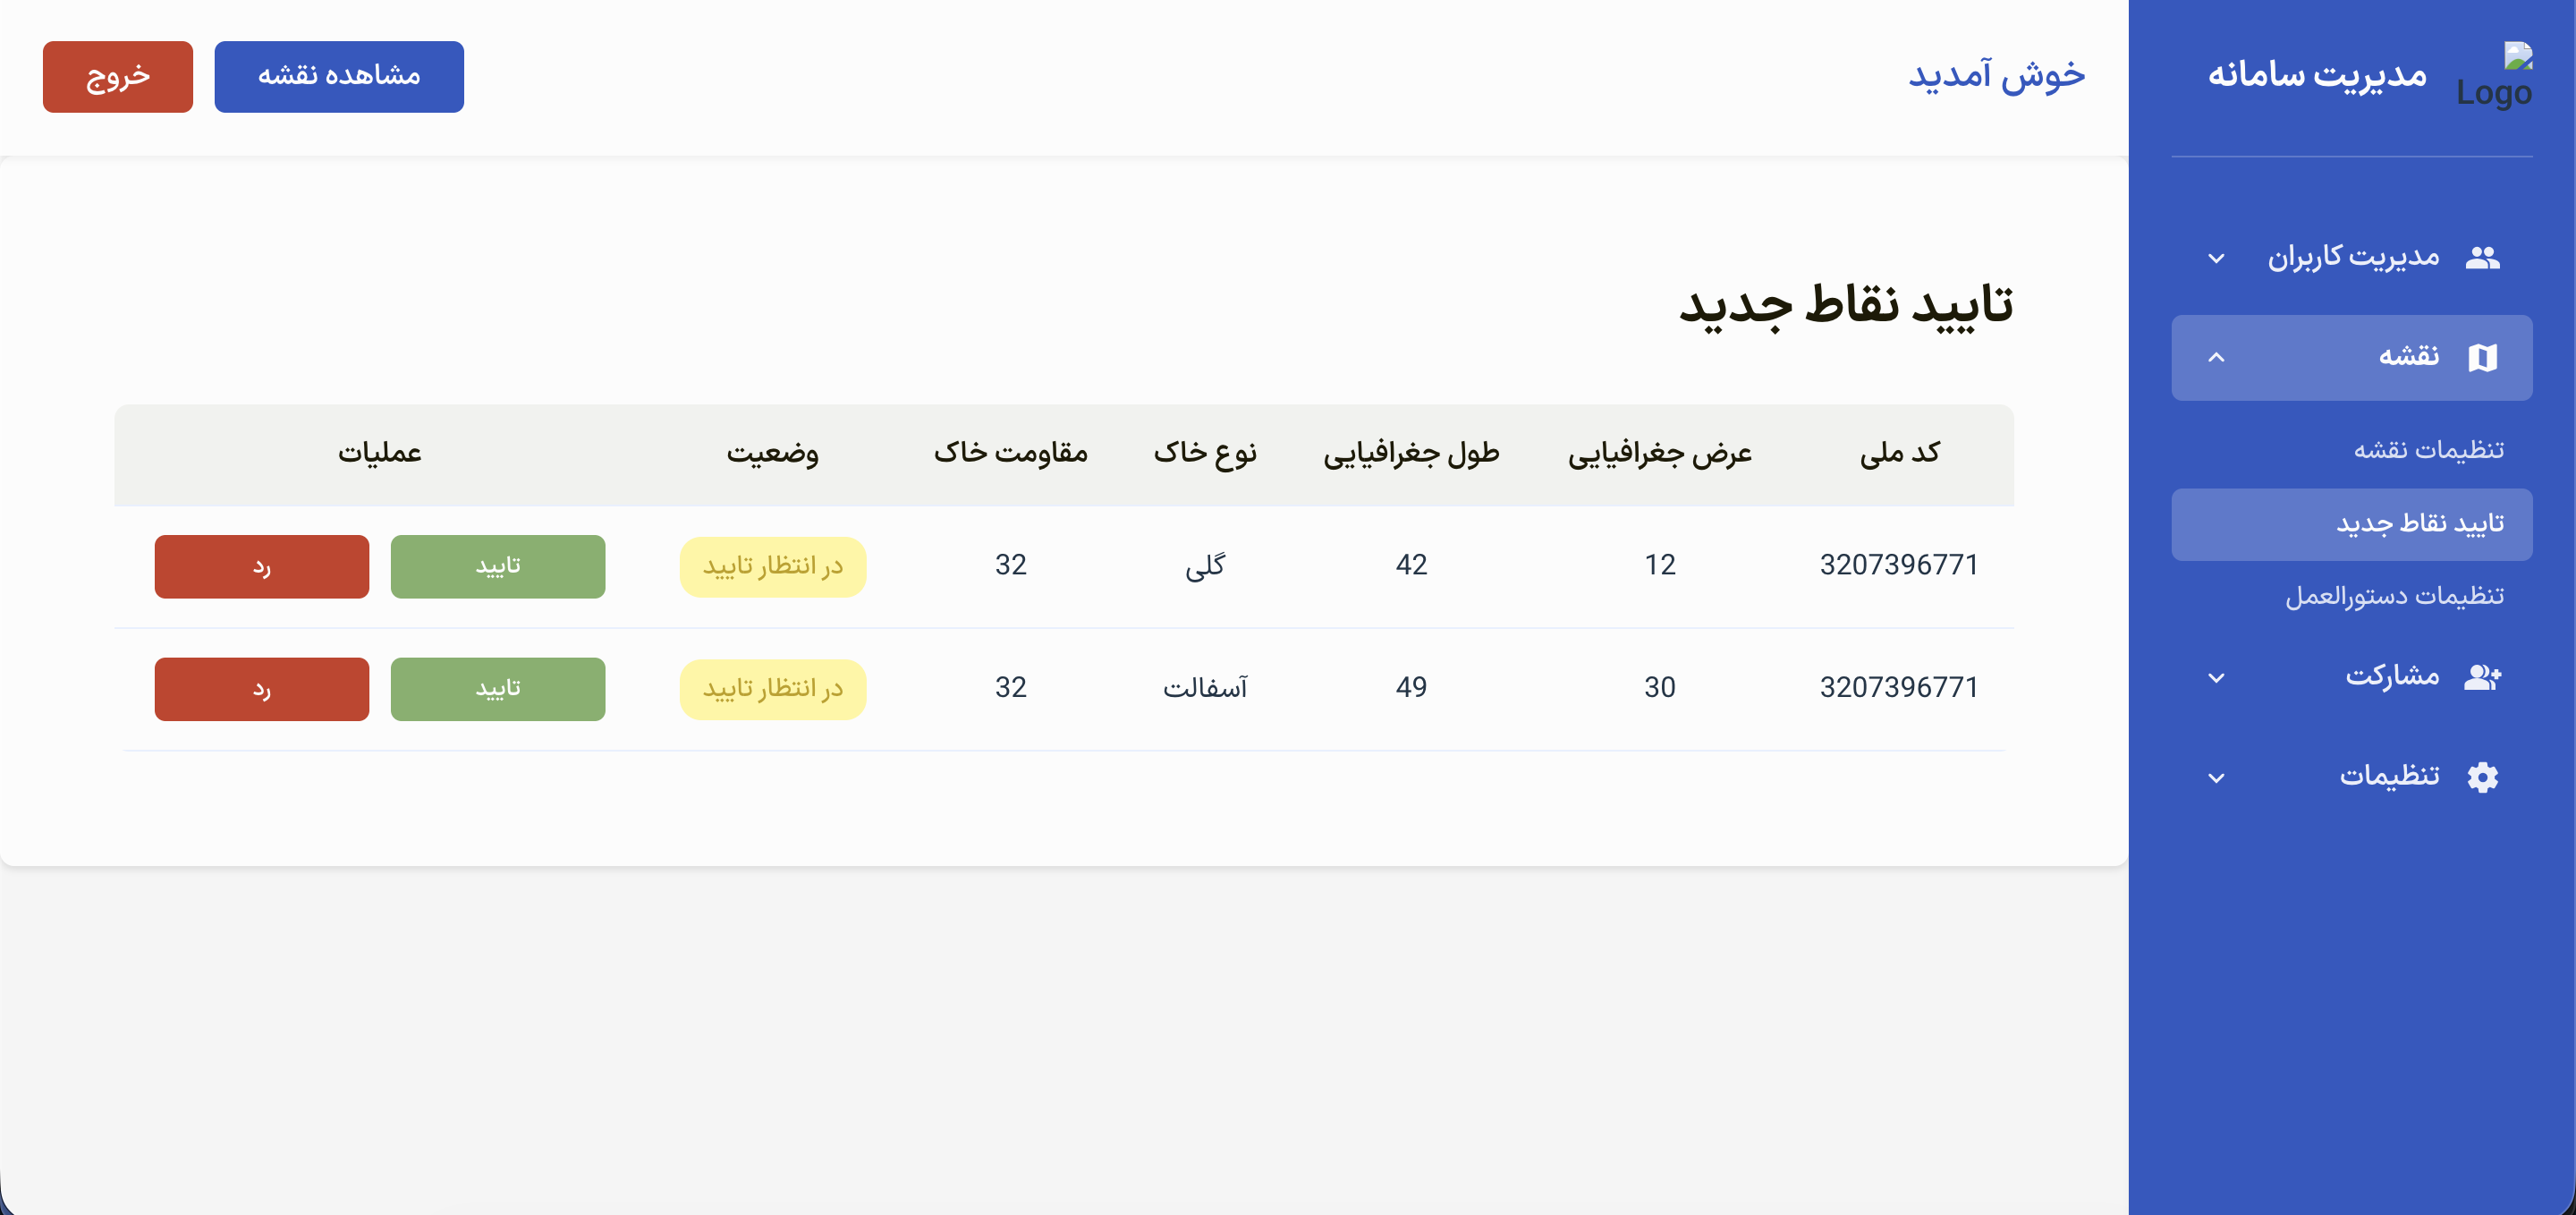 Logo
مدیریت سامانه
مدیریت کاربران
نقشه
تنظیمات نقشه
تایید نقاط جدید
تنظیمات دستورالعمل
مشارکت
تنظیمات
خوش آمدید
مشاهده نقشه
خروج
تایید نقاط جدید
کد ملی عرض جغرافیایی طول جغرافیایی نوع خاک مقاومت خاک وضعیت عملیات
3207396771 12 42 گلی 32 در انتظار تایید تایید رد
3207396771 30 49 آسفالت 32 در انتظار تایید تایید رد